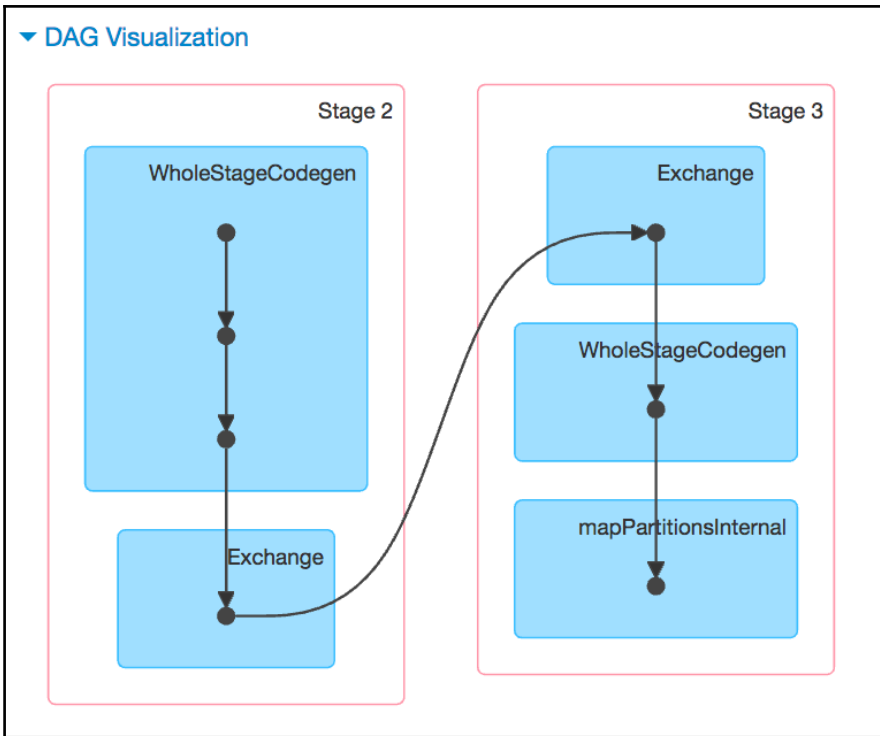 DAG Visualization
Stage 2
WholeStageCodegen
Exchange
Stage 3
Exchange
WholeStageCodegen
mapPartitionsInternal